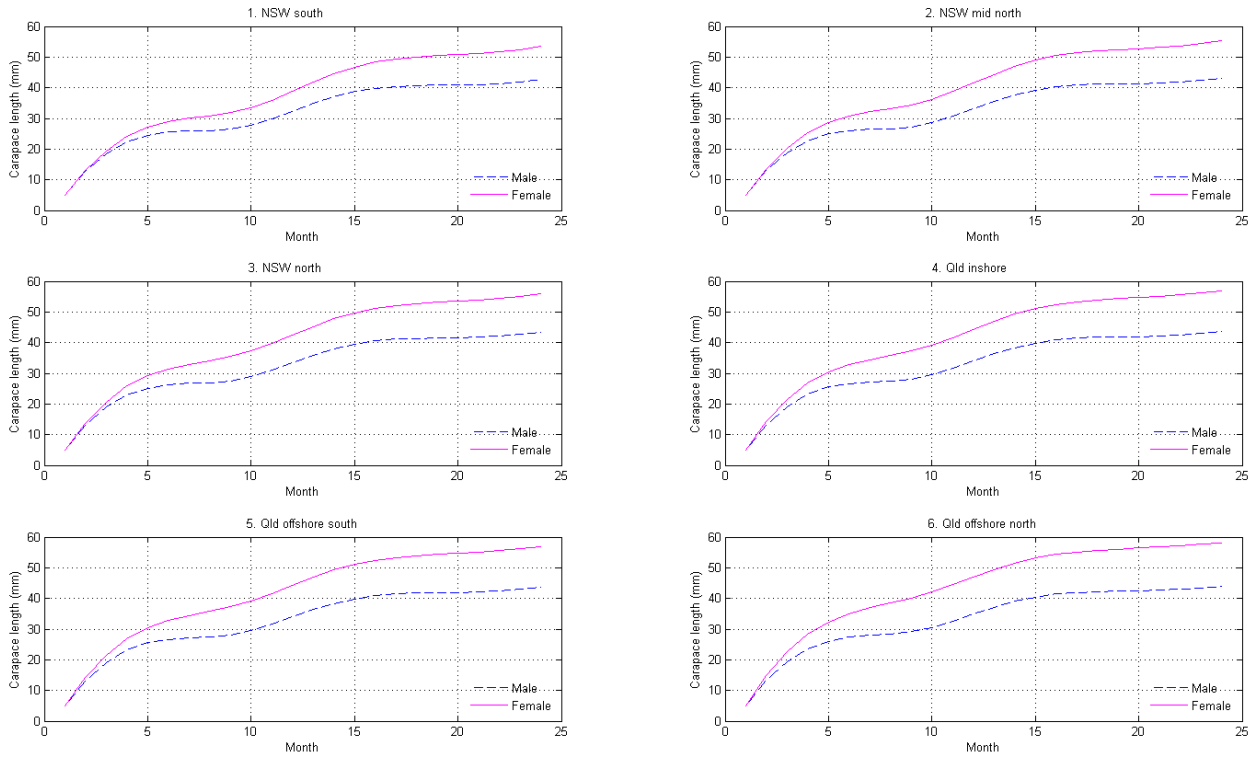 1. NSW south
60
50
40
30
20
10
0
Carapace length (mm)
Male
Female
0 5 10 15 20 25
Month
2. NSW mid north
60
50
40
30
20
10
0
Carapace length (mm)
Male
Female
0 5 10 15 20 25
Month
3. NSW north
60
50
40
30
20
10
0
Carapace length (mm)
Male
Female
0 5 10 15 20 25
Month
4. Qld inshore
60
50
40
30
20
10
0
Carapace length (mm)
Male
Female
0 5 10 15 20 25
Month
5. Qld offshore south
60
50
40
30
20
10
0
Carapace length (mm)
Male
Female
0 5 10 15 20 25
Month
6. Qld offshore north
60
50
40
30
20
10
0
Carapace length (mm)
Male
Female
0 5 10 15 20 25
Month